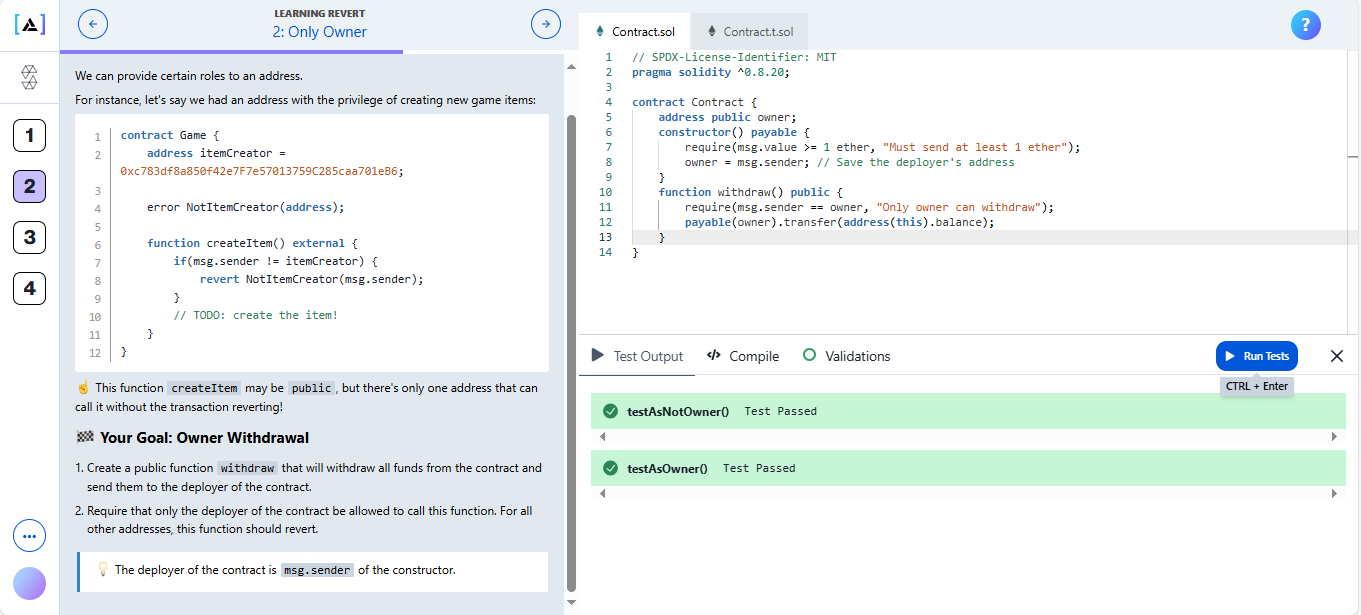 [A]
LEARNING REVERT
2: Only Owner
1
2
3
4
We can provide certain roles to an address.
For instance, let's say we had an address with the privilege of creating new game items:
1 contract Game {
2 address itemCreator =
0xc783df8a850f42e7F7e57013759C285caa701eB6;
3
4 error NotItemCreator(address);
5
6 function createItem() external {
7 if(msg.sender != itemCreator) {
8 revert NotItemCreator(msg.sender);
9 }
10 // TODO: create the item!
11 }
12 }
☝️ This function createItem may be public, but there's only one address that can
call it without the transaction reverting!
🏁 Your Goal: Owner Withdrawal
1. Create a public function withdraw that will withdraw all funds from the contract and
send them to the deployer of the contract.
2. Require that only the deployer of the contract be allowed to call this function. For all
other addresses, this function should revert.
💡 The deployer of the contract is msg.sender of the constructor.
Contract.sol
Contract.t.sol
?
1 // SPDX-License-Identifier: MIT
2 pragma solidity ^0.8.20;
3
4 contract Contract {
5 address public owner;
6 constructor() payable {
7 require(msg.value >= 1 ether, "Must send at least 1 ether");
8 owner = msg.sender; // Save the deployer's address
9 }
10 function withdraw() public {
11 require(msg.sender == owner, "Only owner can withdraw");
12 payable(owner).transfer(address(this).balance);
13 }
14 }
Test Output
Compile
Validations
Run Tests
CTRL + Enter
testAsNotOwner() Test Passed
testAsOwner() Test Passed